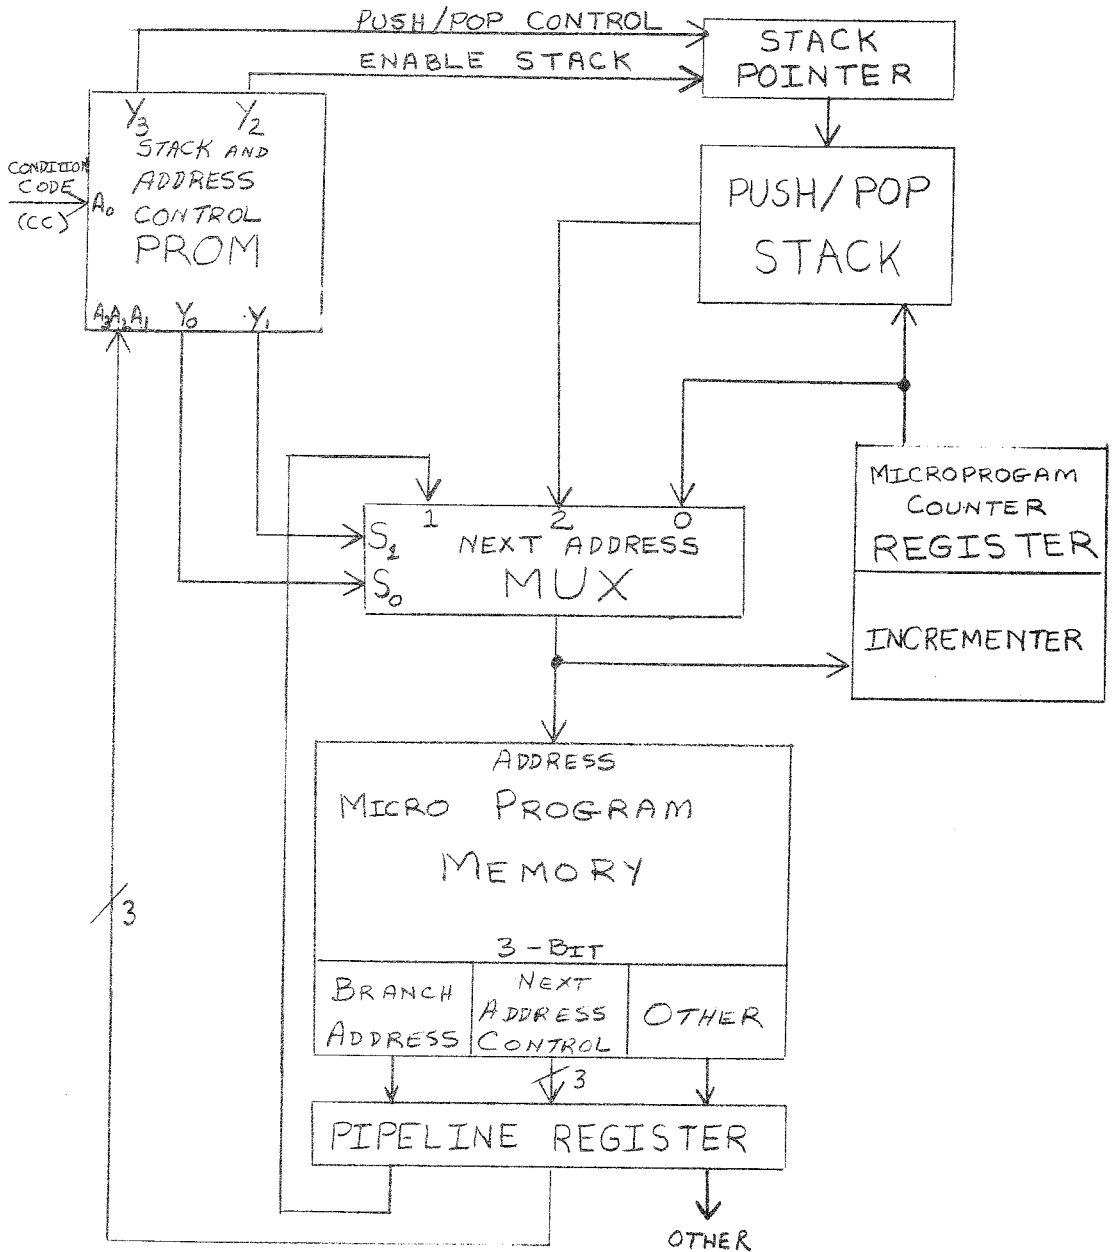 PUSH/POP CONTROL
ENABLE STACK
STACK
POINTER
Y3 Y2
STACK AND
ADDRESS
CONTROL
PROM
CONDITION
CODE
(CC)
A0
A3A2A1 Y0 Y1
PUSH/POP
STACK
MICROPROGAM
COUNTER
REGISTER
INCREMENTER
1 2 0
S1
S0
NEXT ADDRESS
MUX
ADDRESS
MICRO PROGRAM
MEMORY
3-BIT
BRANCH
ADDRESS
NEXT
ADDRESS
CONTROL
OTHER
3
3
PIPELINE REGISTER
OTHER